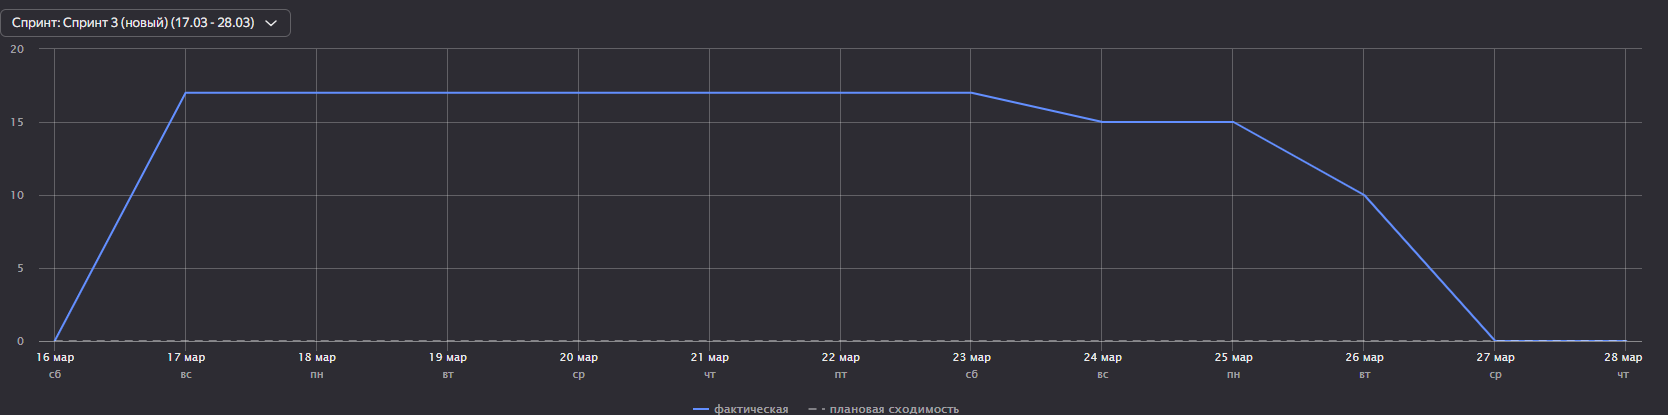 Спринт: Спринт 3 (новый) (17.03 - 28.03)
20
15
10
5
0
16 мар 17 мар 18 мар 19 мар 20 мар 21 мар 22 мар 23 мар 24 мар 25 мар 26 мар 27 мар 28 мар
сб вс пн вт ср чт пт сб вс пн вт ср чт
фактическая плановая сходимость